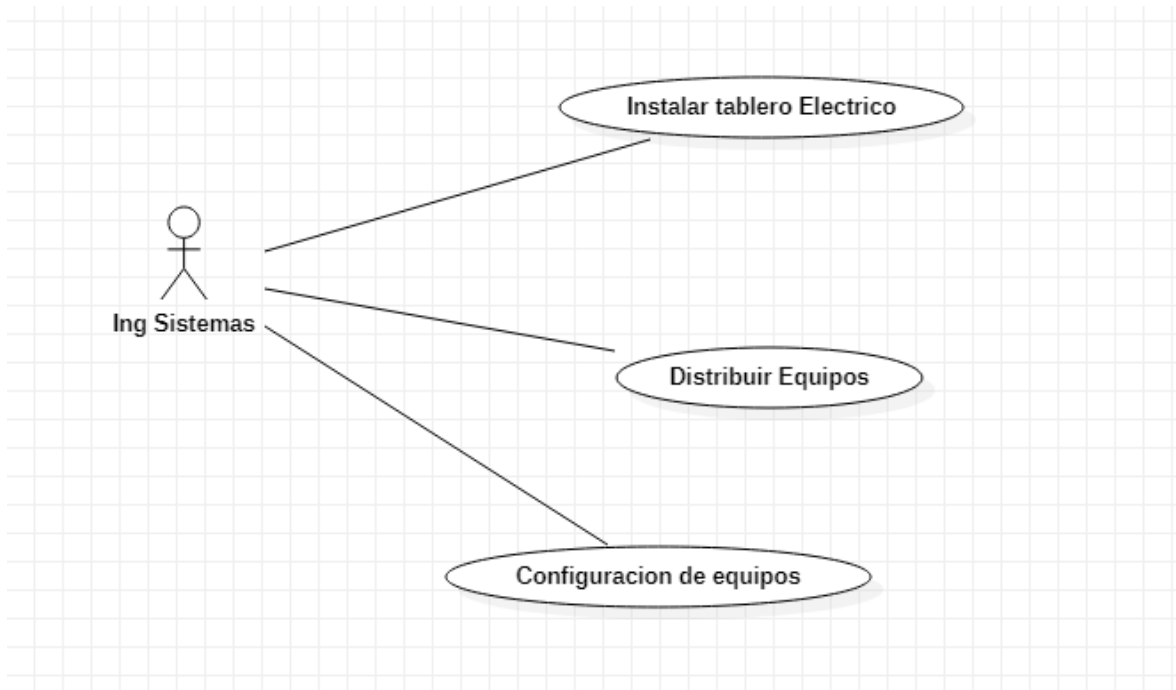 Instalar tablero Electrico
Ing Sistemas
Distribuir Equipos
Configuracion de equipos